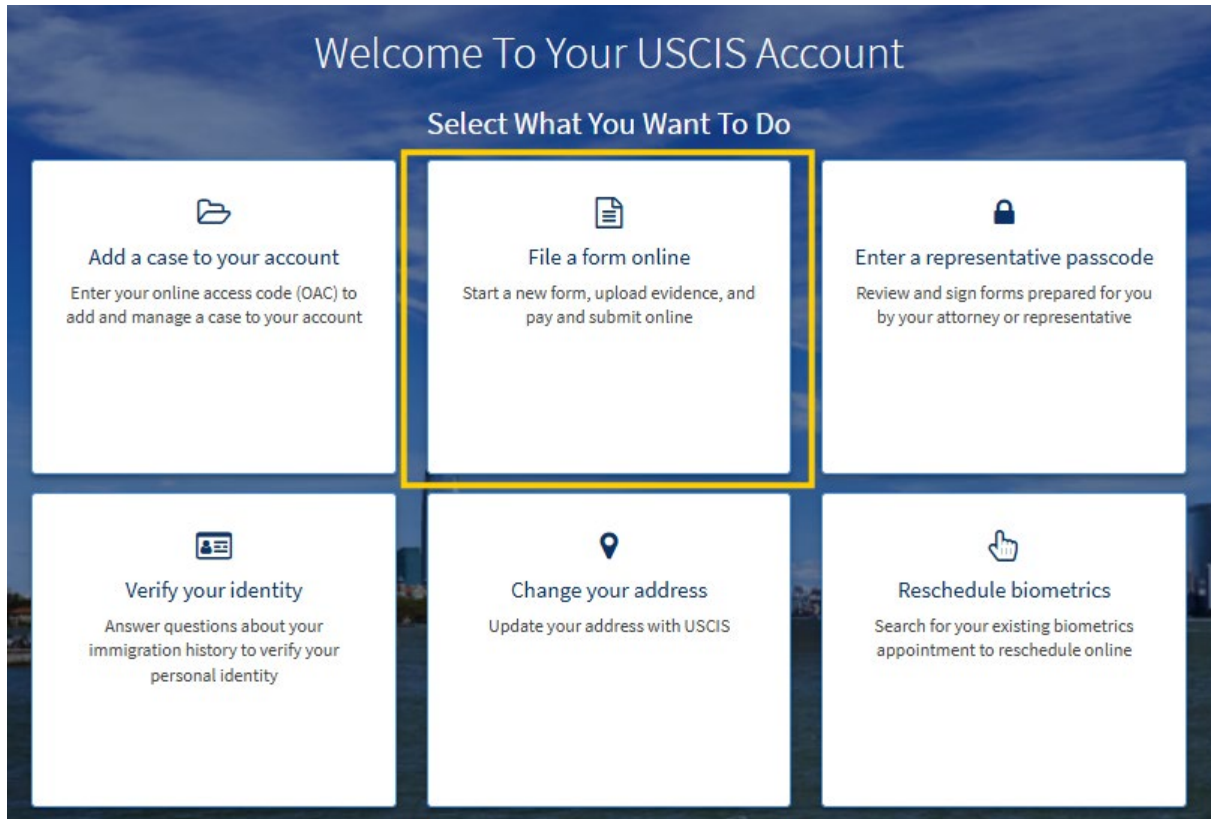 Welcome To Your USCIS Account
Select What You Want To Do
Add a case to your account
Enter your online access code (OAC) to
add and manage a case to your account
File a form online
Start a new form, upload evidence, and
pay and submit online
Enter a representative passcode
Review and sign forms prepared for you
by your attorney or representative
Verify your identity
Answer questions about your
immigration history to verify your
personal identity
Change your address
Update your address with USCIS
Reschedule biometrics
Search for your existing biometrics
appointment to reschedule online